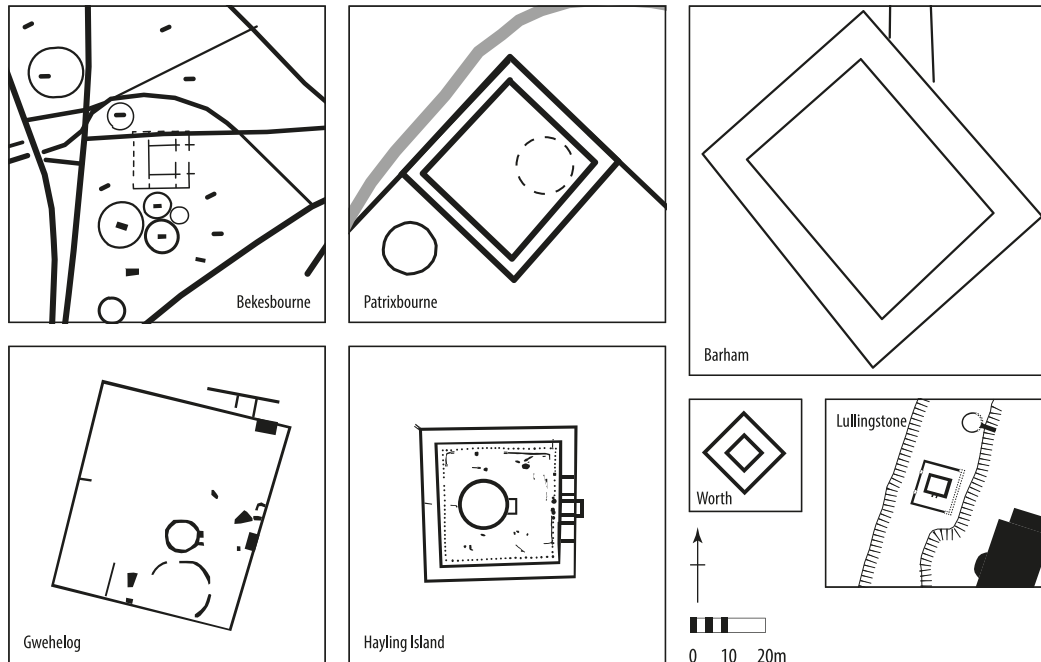 Bekesbourne
Patrixbourne
Barham
Gwehelog
Hayling Island
Worth
Lullingstone
0 10 20m